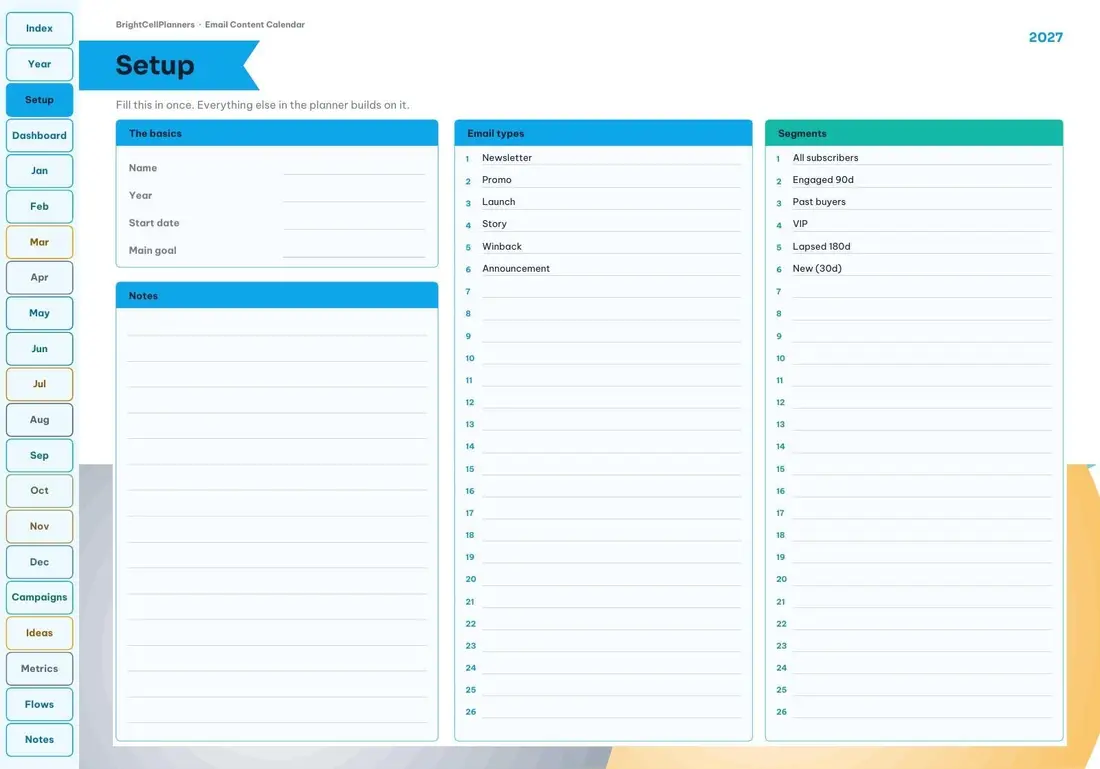 Index
Year
Setup
Dashboard
Jan
Feb
Mar
Apr
May
Jun
Jul
Aug
Sep
Oct
Nov
Dec
Campaigns
Ideas
Metrics
Flows
Notes
BrightCellPlanners · Email Content Calendar
2027
Setup
Fill this in once. Everything else in the planner builds on it.
The basics
Name
Year
Start date
Main goal
Notes
Email types
1 Newsletter
2 Promo
3 Launch
4 Story
5 Winback
6 Announcement
7
8
9
10
11
12
13
14
15
16
17
18
19
20
21
22
23
24
25
26
Segments
1 All subscribers
2 Engaged 90d
3 Past buyers
4 VIP
5 Lapsed 180d
6 New (30d)
7
8
9
10
11
12
13
14
15
16
17
18
19
20
21
22
23
24
25
26